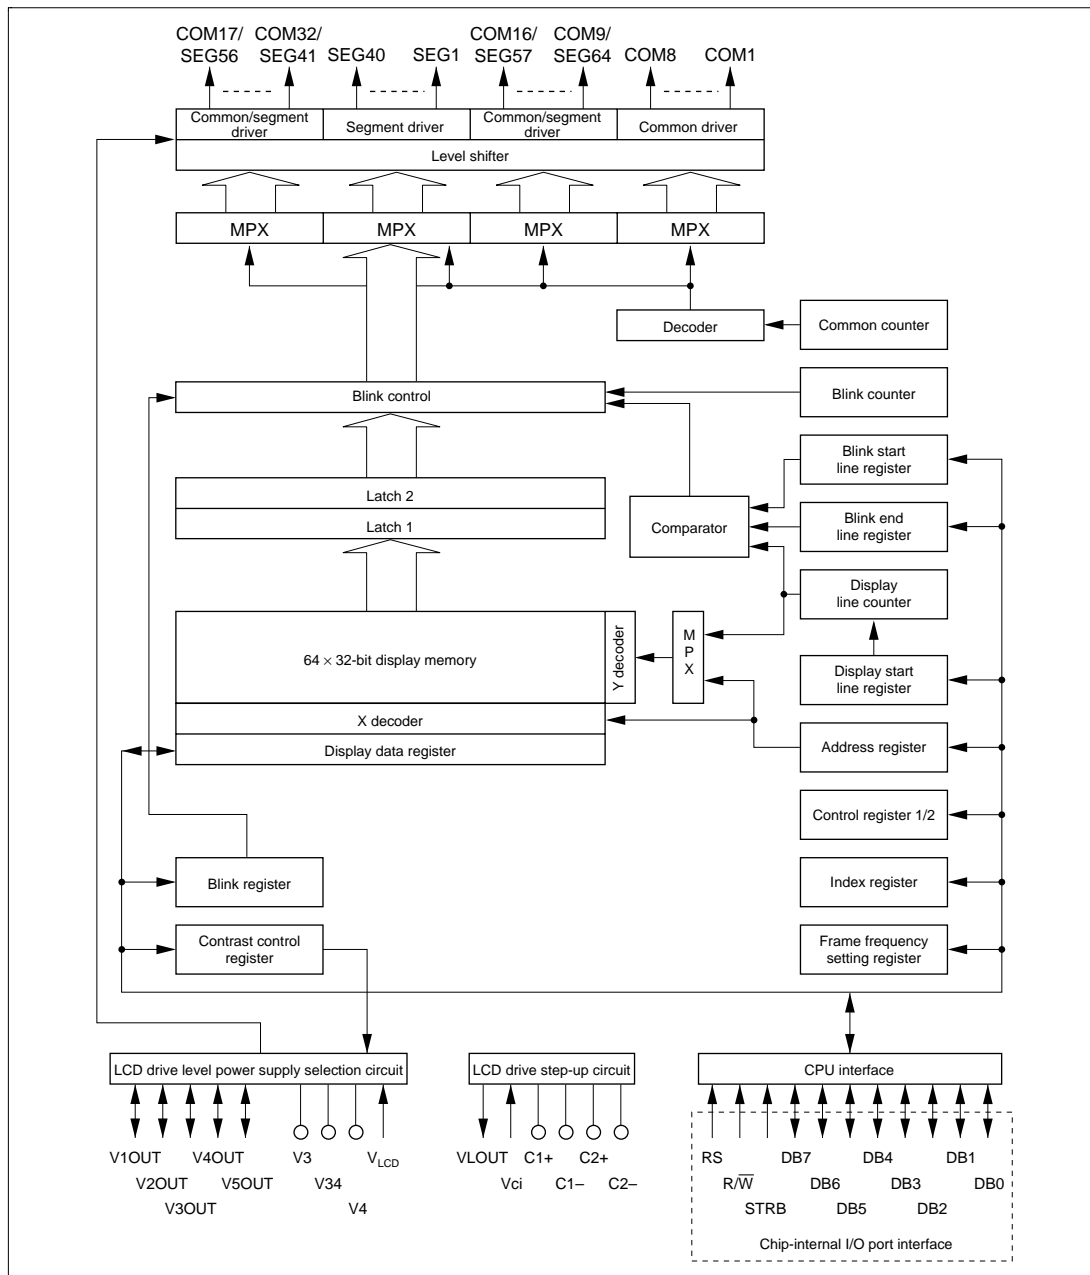 COM17/ COM32/ COM16/ COM9/
SEG56 SEG41 SEG40 SEG1 SEG57 SEG64 COM8 COM1
Common/segment driver
Segment driver
Common/segment driver
Common driver
Level shifter
MPX MPX MPX MPX
Decoder
Common counter
Blink control
Blink counter
Blink start
line register
Latch 2
Latch 1
Comparator
Blink end
line register
Display
line counter
64 × 32-bit display memory
Y decoder
MPX
Display start
line register
X decoder
Display data register
Address register
Control register 1/2
Blink register
Index register
Contrast control
register
Frame frequency
setting register
LCD drive level power supply selection circuit
LCD drive step-up circuit
CPU interface
V1OUT V4OUT V3 VLCD VLOUT C1+ C2+ RS DB7 DB4 DB1
V2OUT V5OUT V34 Vci C1– C2– R/W̅ DB6 DB3 DB0
V3OUT V4 STRB DB5 DB2
Chip-internal I/O port interface